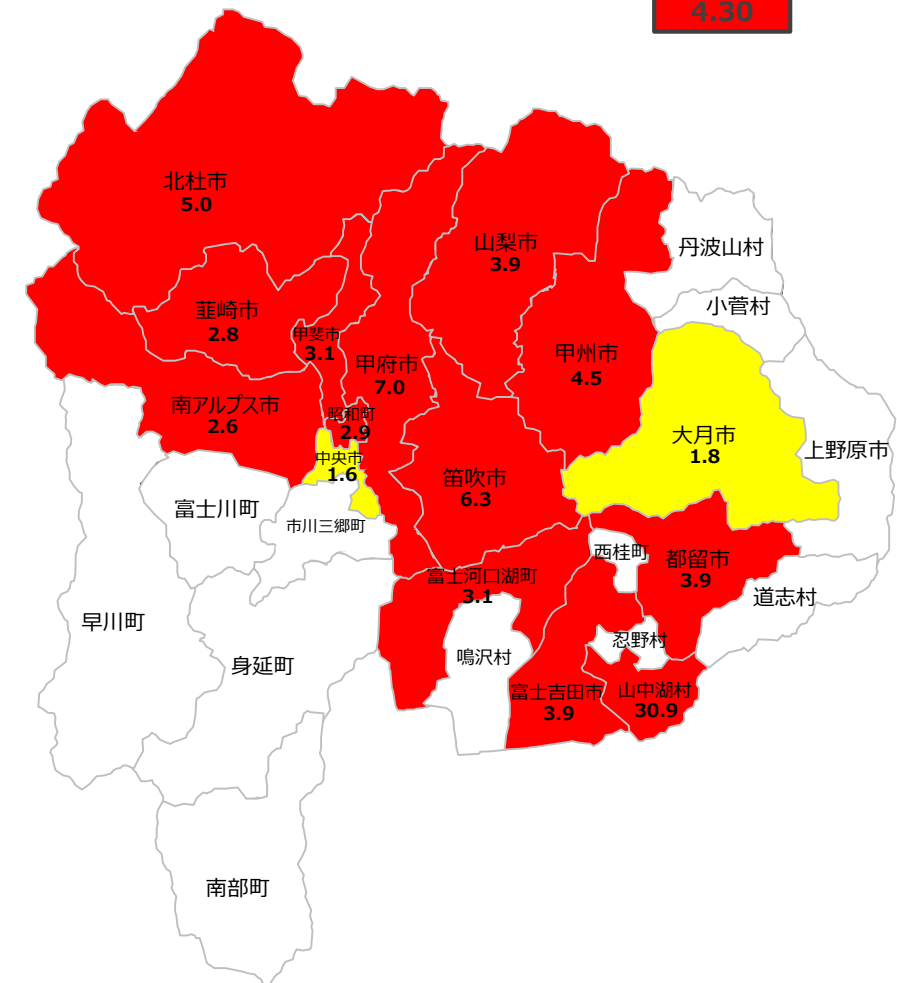 4.30
北杜市
5.0
山梨市
3.9
丹波山村
小菅村
韮崎市
2.8
甲斐市
3.1
甲府市
7.0
甲州市
4.5
南アルプス市
2.6
昭和町
2.9
大月市
1.8
上野原市
中央市
1.6
笛吹市
6.3
富士川町
市川三郷町
西桂町
都留市
3.9
富士河口湖町
3.1
道志村
早川町
忍野村
鳴沢村
身延町
富士吉田市
3.9
山中湖村
30.9
南部町